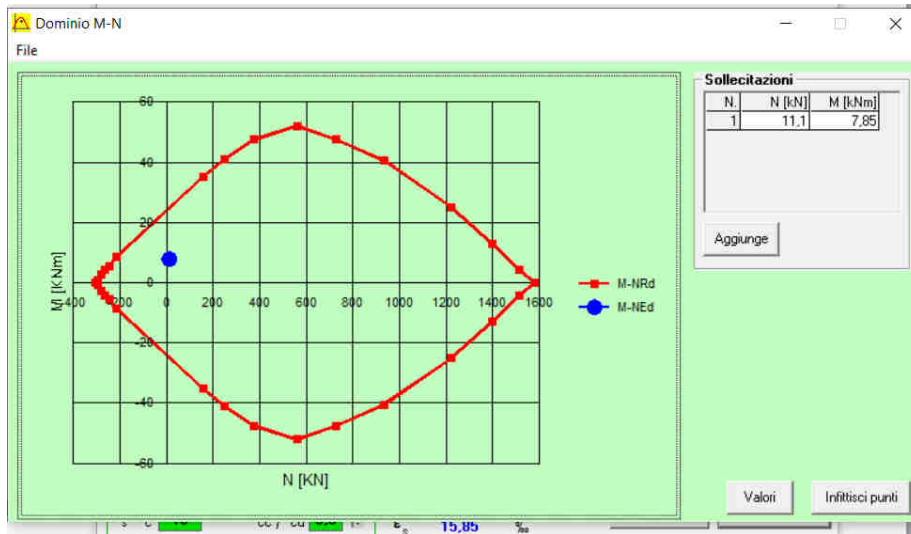 Dominio M-N
File
Sollecitazioni
N. N [kN] M [kNm]
1 11,1 7,85
Aggiunge
60
40
20
0
-20
-40
-60
M [KNm]
-400 -200 0 200 400 600 800 1000 1200 1400 1600
N [KN]
M-NRd
M-NEd
Valori Infittisci punti
15,85 ‰